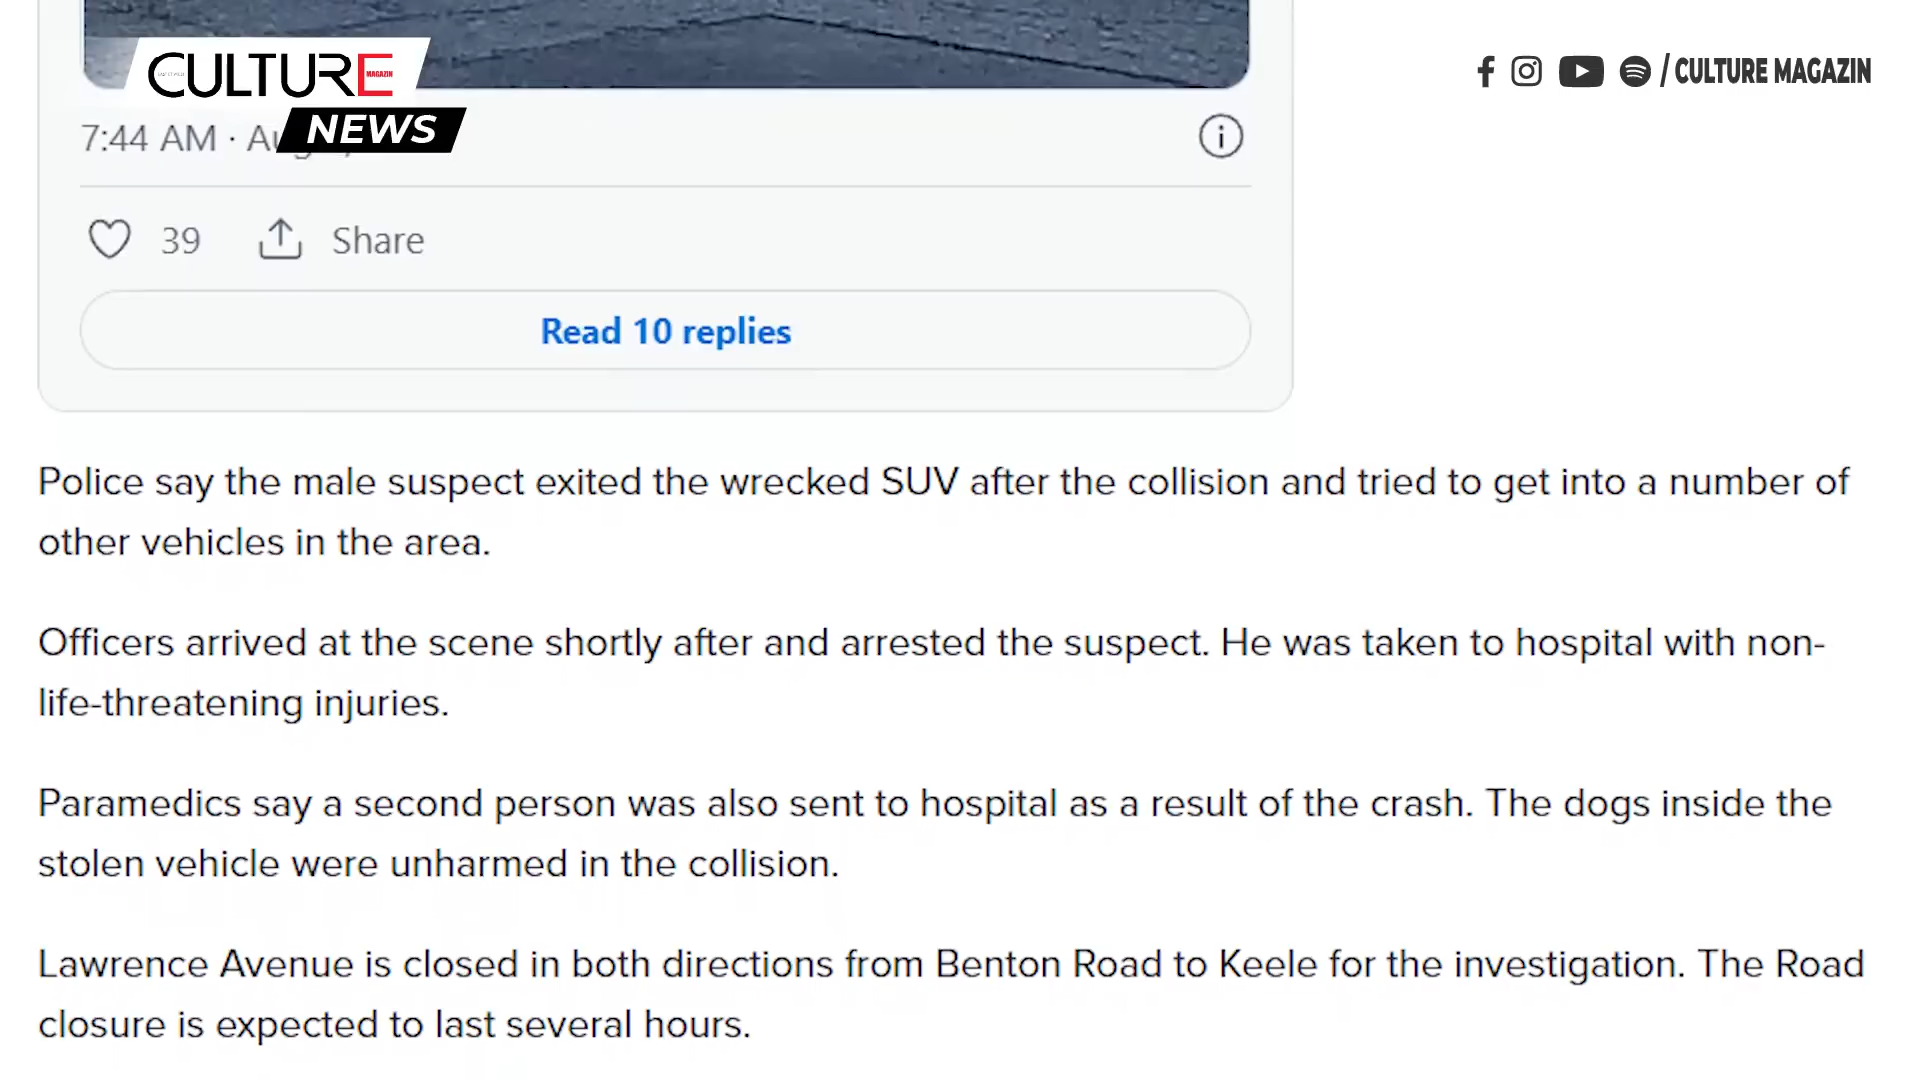 CULTURE
MAGAZIN
NEWS
/ CULTURE MAGAZIN
7:44 AM ·
39 Share
Read 10 replies
Police say the male suspect exited the wrecked SUV after the collision and tried to get into a number of
other vehicles in the area.
Officers arrived at the scene shortly after and arrested the suspect. He was taken to hospital with non-
life-threatening injuries.
Paramedics say a second person was also sent to hospital as a result of the crash. The dogs inside the
stolen vehicle were unharmed in the collision.
Lawrence Avenue is closed in both directions from Benton Road to Keele for the investigation. The Road
closure is expected to last several hours.